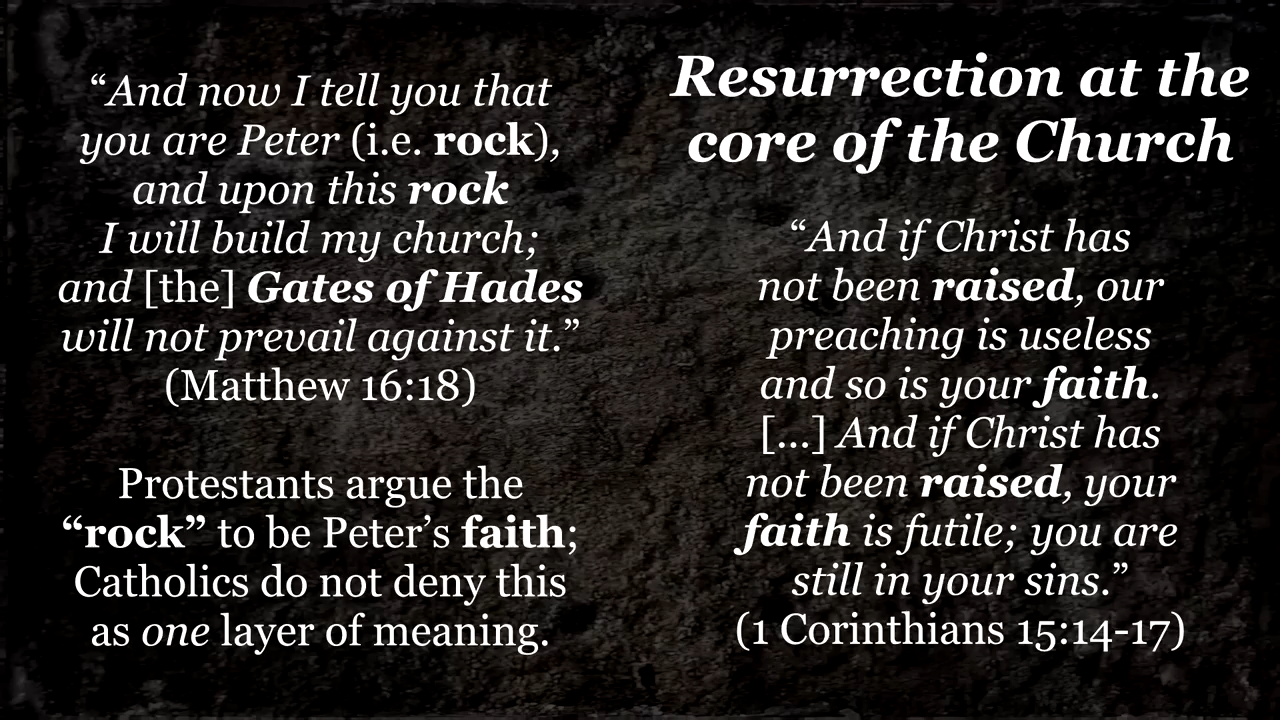 “And now I tell you that
you are Peter (i.e. rock),
and upon this rock
I will build my church;
and [the] Gates of Hades
will not prevail against it.”
(Matthew 16:18)
Protestants argue the
“rock” to be Peter’s faith;
Catholics do not deny this
as one layer of meaning.
Resurrection at the
core of the Church
“And if Christ has
not been raised, our
preaching is useless
and so is your faith.
[...] And if Christ has
not been raised, your
faith is futile; you are
still in your sins.”
(1 Corinthians 15:14-17)